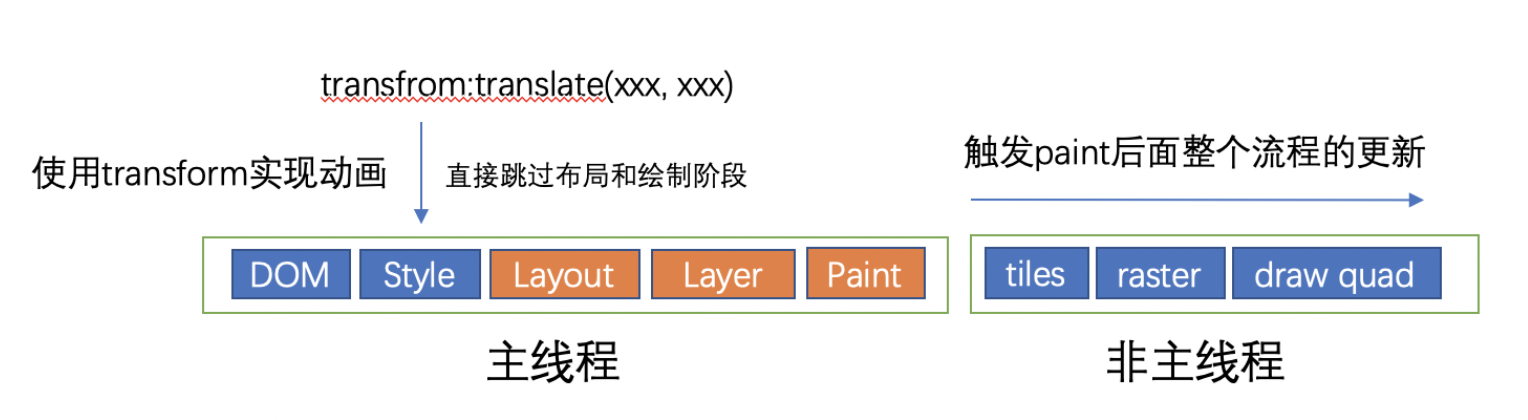 transfrom:translate(xxx, xxx)
使用transform实现动画
直接跳过布局和绘制阶段
触发paint后面整个流程的更新
DOM Style Layout Layer Paint
tiles raster draw quad
主线程
非主线程